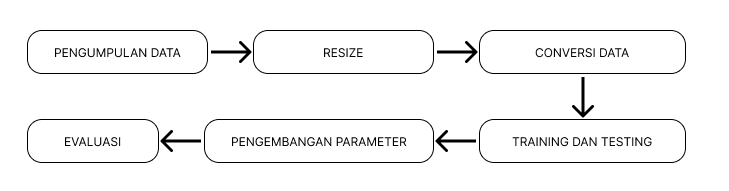 PENGUMPULAN DATA
RESIZE
CONVERSI DATA
TRAINING DAN TESTING
PENGEMBANGAN PARAMETER
EVALUASI